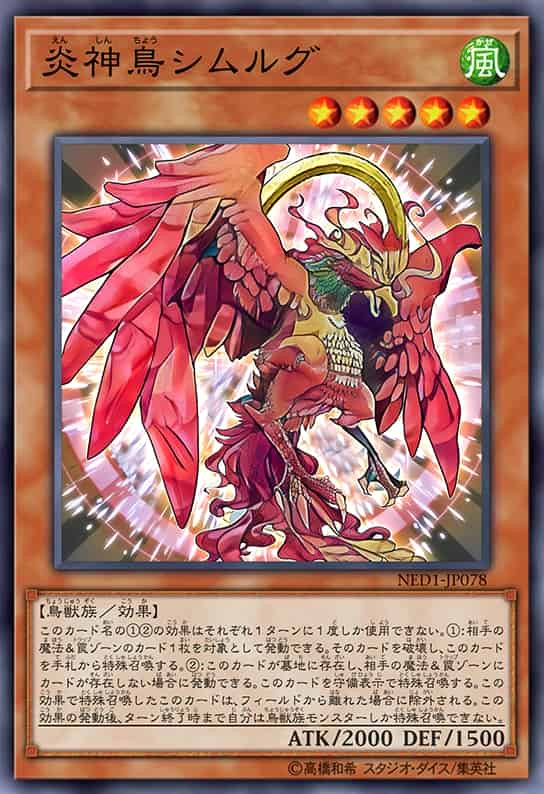 炎神鳥シムルグ
風
NED1-JP078
【鳥獣族／効果】
このカード名の①②の効果はそれぞれ１ターンに１度しか使用できない。①：相手の
魔法＆罠ゾーンのカード１枚を対象として発動できる。そのカードを破壊し、このカード
を手札から特殊召喚する。②：このカードが墓地に存在し、相手の魔法＆罠ゾーンに
カードが存在しない場合に発動できる。このカードを守備表示で特殊召喚する。この
効果で特殊召喚したこのカードは、フィールドから離れた場合に除外される。この
効果の発動後、ターン終了時まで自分は鳥獣族モンスターしか特殊召喚できない。
ATK/2000 DEF/1500
©高橋和希 スタジオ・ダイス/集英社